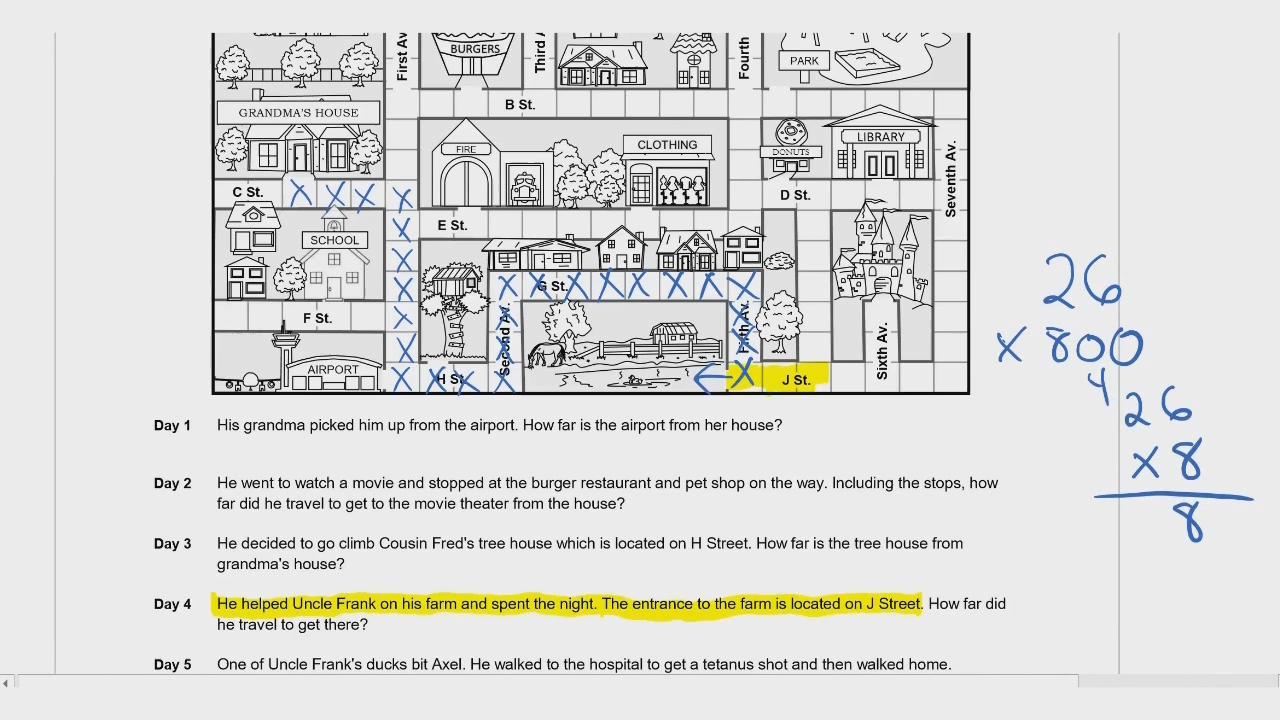 First Av
BURGERS
Third A
Fourth
PARK
B St.
GRANDMA'S HOUSE
FIRE
CLOTHING
DONUTS
LIBRARY
Seventh Av.
C St.
D St.
SCHOOL
E St.
G St.
F St.
Second Av.
Fifth Av.
Sixth Av.
AIRPORT
H St
J St.
26
x 800
4
26
x 8
8
Day 1 His grandma picked him up from the airport. How far is the airport from her house?
Day 2 He went to watch a movie and stopped at the burger restaurant and pet shop on the way. Including the stops, how
far did he travel to get to the movie theater from the house?
Day 3 He decided to go climb Cousin Fred's tree house which is located on H Street. How far is the tree house from
grandma's house?
Day 4 He helped Uncle Frank on his farm and spent the night. The entrance to the farm is located on J Street. How far did
he travel to get there?
Day 5 One of Uncle Frank's ducks bit Axel. He walked to the hospital to get a tetanus shot and then walked home.